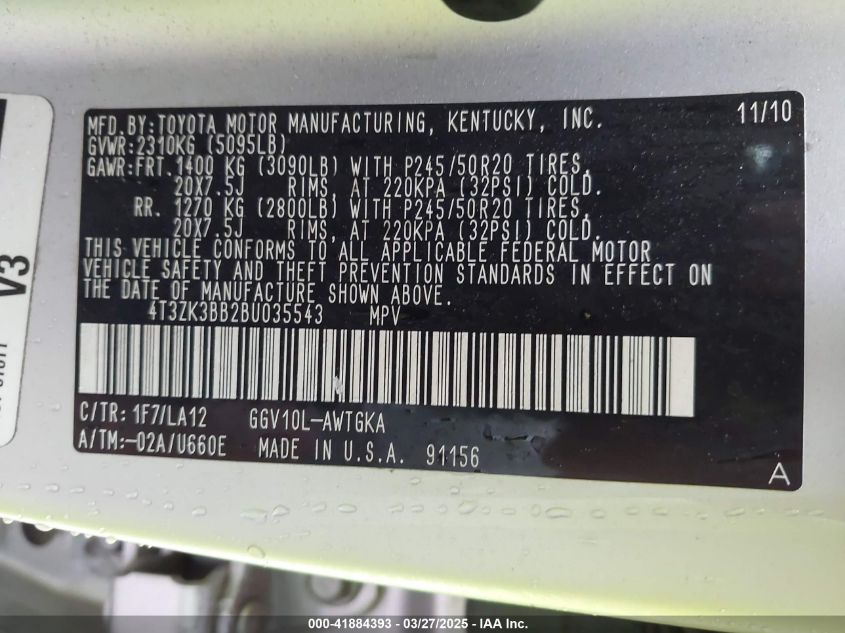 MFD.BY:TOYOTA MOTOR MANUFACTURING, KENTUCKY, INC. 11/10
GVWR:2310KG (5095LB)
GAWR:FRT.1400 KG (3090LB) WITH P245/50R20 TIRES,
20X7.5J RIMS, AT 220KPA (32PSI) COLD.
RR. 1270 KG (2800LB) WITH P245/50R20 TIRES,
20X7.5J RIMS, AT 220KPA (32PSI) COLD.
THIS VEHICLE CONFORMS TO ALL APPLICABLE FEDERAL MOTOR
VEHICLE SAFETY AND THEFT PREVENTION STANDARDS IN EFFECT ON
THE DATE OF MANUFACTURE SHOWN ABOVE.
4T3ZK3BB2BU035543 MPV
C/TR: 1F7/LA12 GGV10L-AWTGKA
A/TM:-02A/U660E MADE IN U.S.A. 91156
A
V3
000-41884393 - 03/27/2025 - IAA Inc.